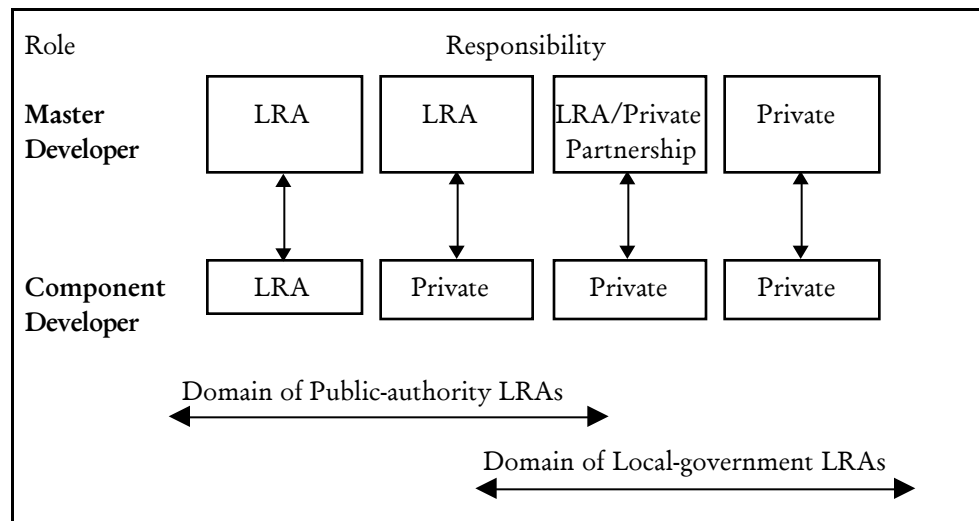 Role Responsibility
Master LRA LRA LRA/Private Private
Developer Partnership
Component LRA Private Private Private
Developer
Domain of Public-authority LRAs
Domain of Local-government LRAs